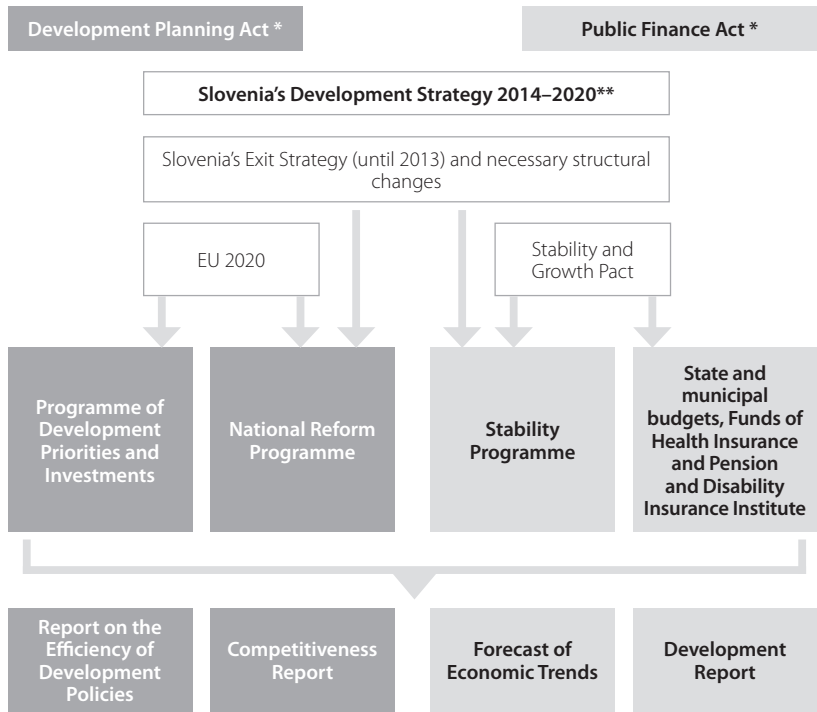 Development Planning Act *
Public Finance Act *
Slovenia's Development Strategy 2014–2020**
Slovenia's Exit Strategy (until 2013) and necessary structural
changes
EU 2020
Stability and
Growth Pact
Programme of
Development
Priorities and
Investments
National Reform
Programme
Stability
Programme
State and
municipal
budgets, Funds of
Health Insurance
and Pension
and Disability
Insurance Institute
Report on the
Efficiency of
Development
Policies
Competitiveness
Report
Forecast of
Economic Trends
Development
Report